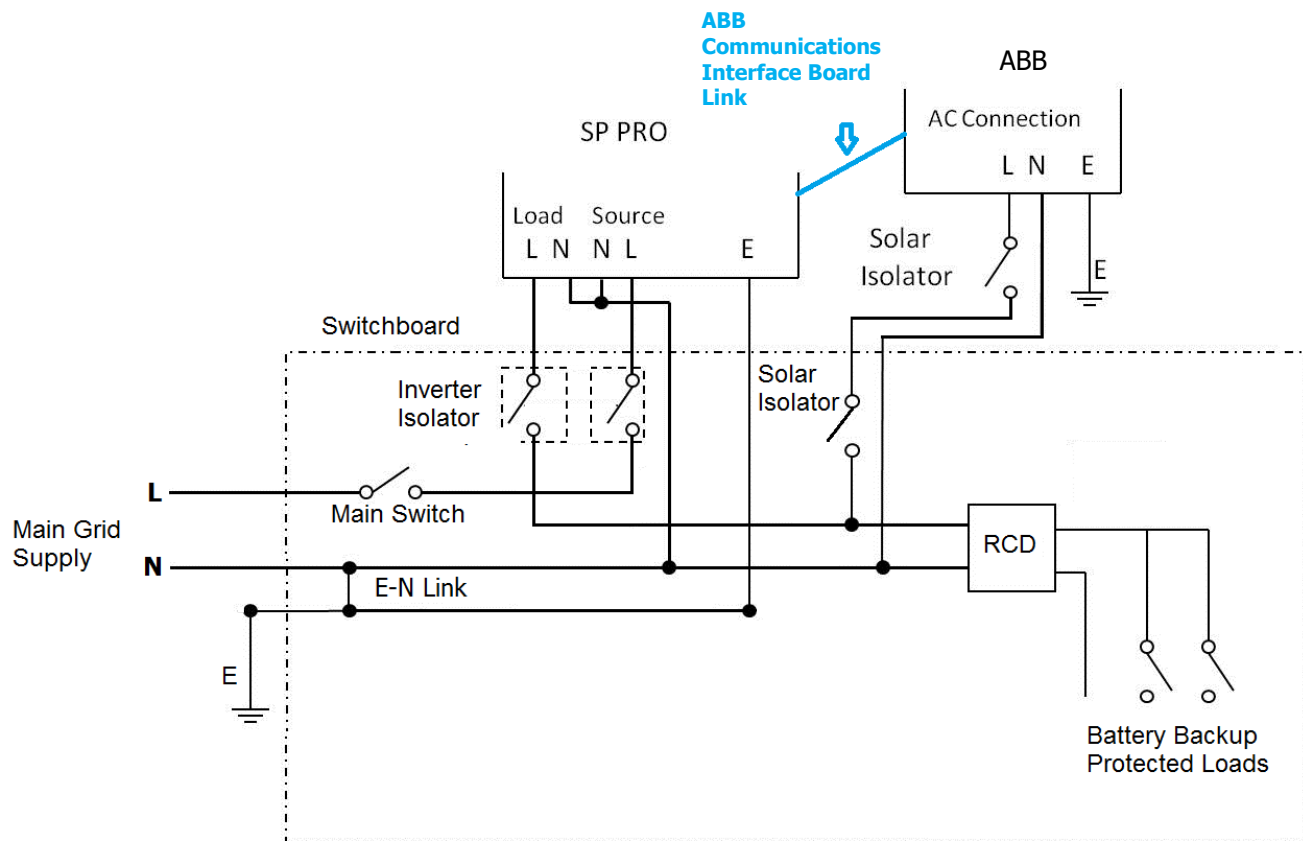 ABB
Communications
Interface Board
Link
ABB
AC Connection
L N E
SP PRO
Load Source
L N N L E
Solar
Isolator
E
Switchboard
Inverter
Isolator
Solar
Isolator
L
Main Switch
Main Grid
Supply
N
E-N Link
RCD
E
Battery Backup
Protected Loads